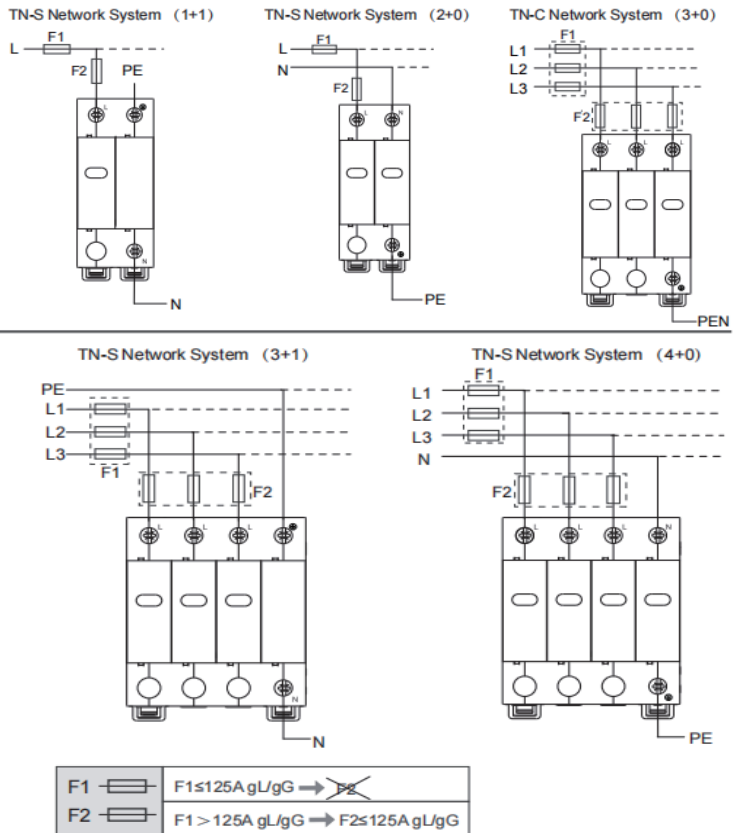 TN-S Network System （1+1）
F1
L
F2
PE
L
N
N
TN-S Network System （2+0）
F1
L
N
F2
L
N
PE
TN-C Network System （3+0）
F1
L1
L2
L3
F2
L
L
L
PEN
TN-S Network System （3+1）
PE
L1
L2
L3
F1
F2
L
L
L
N
N
TN-S Network System （4+0）
F1
L1
L2
L3
N
F2
L
L
L
N
PE
F1
F1≤125A gL/gG → F2
F2
F1＞125A gL/gG → F2≤125A gL/gG